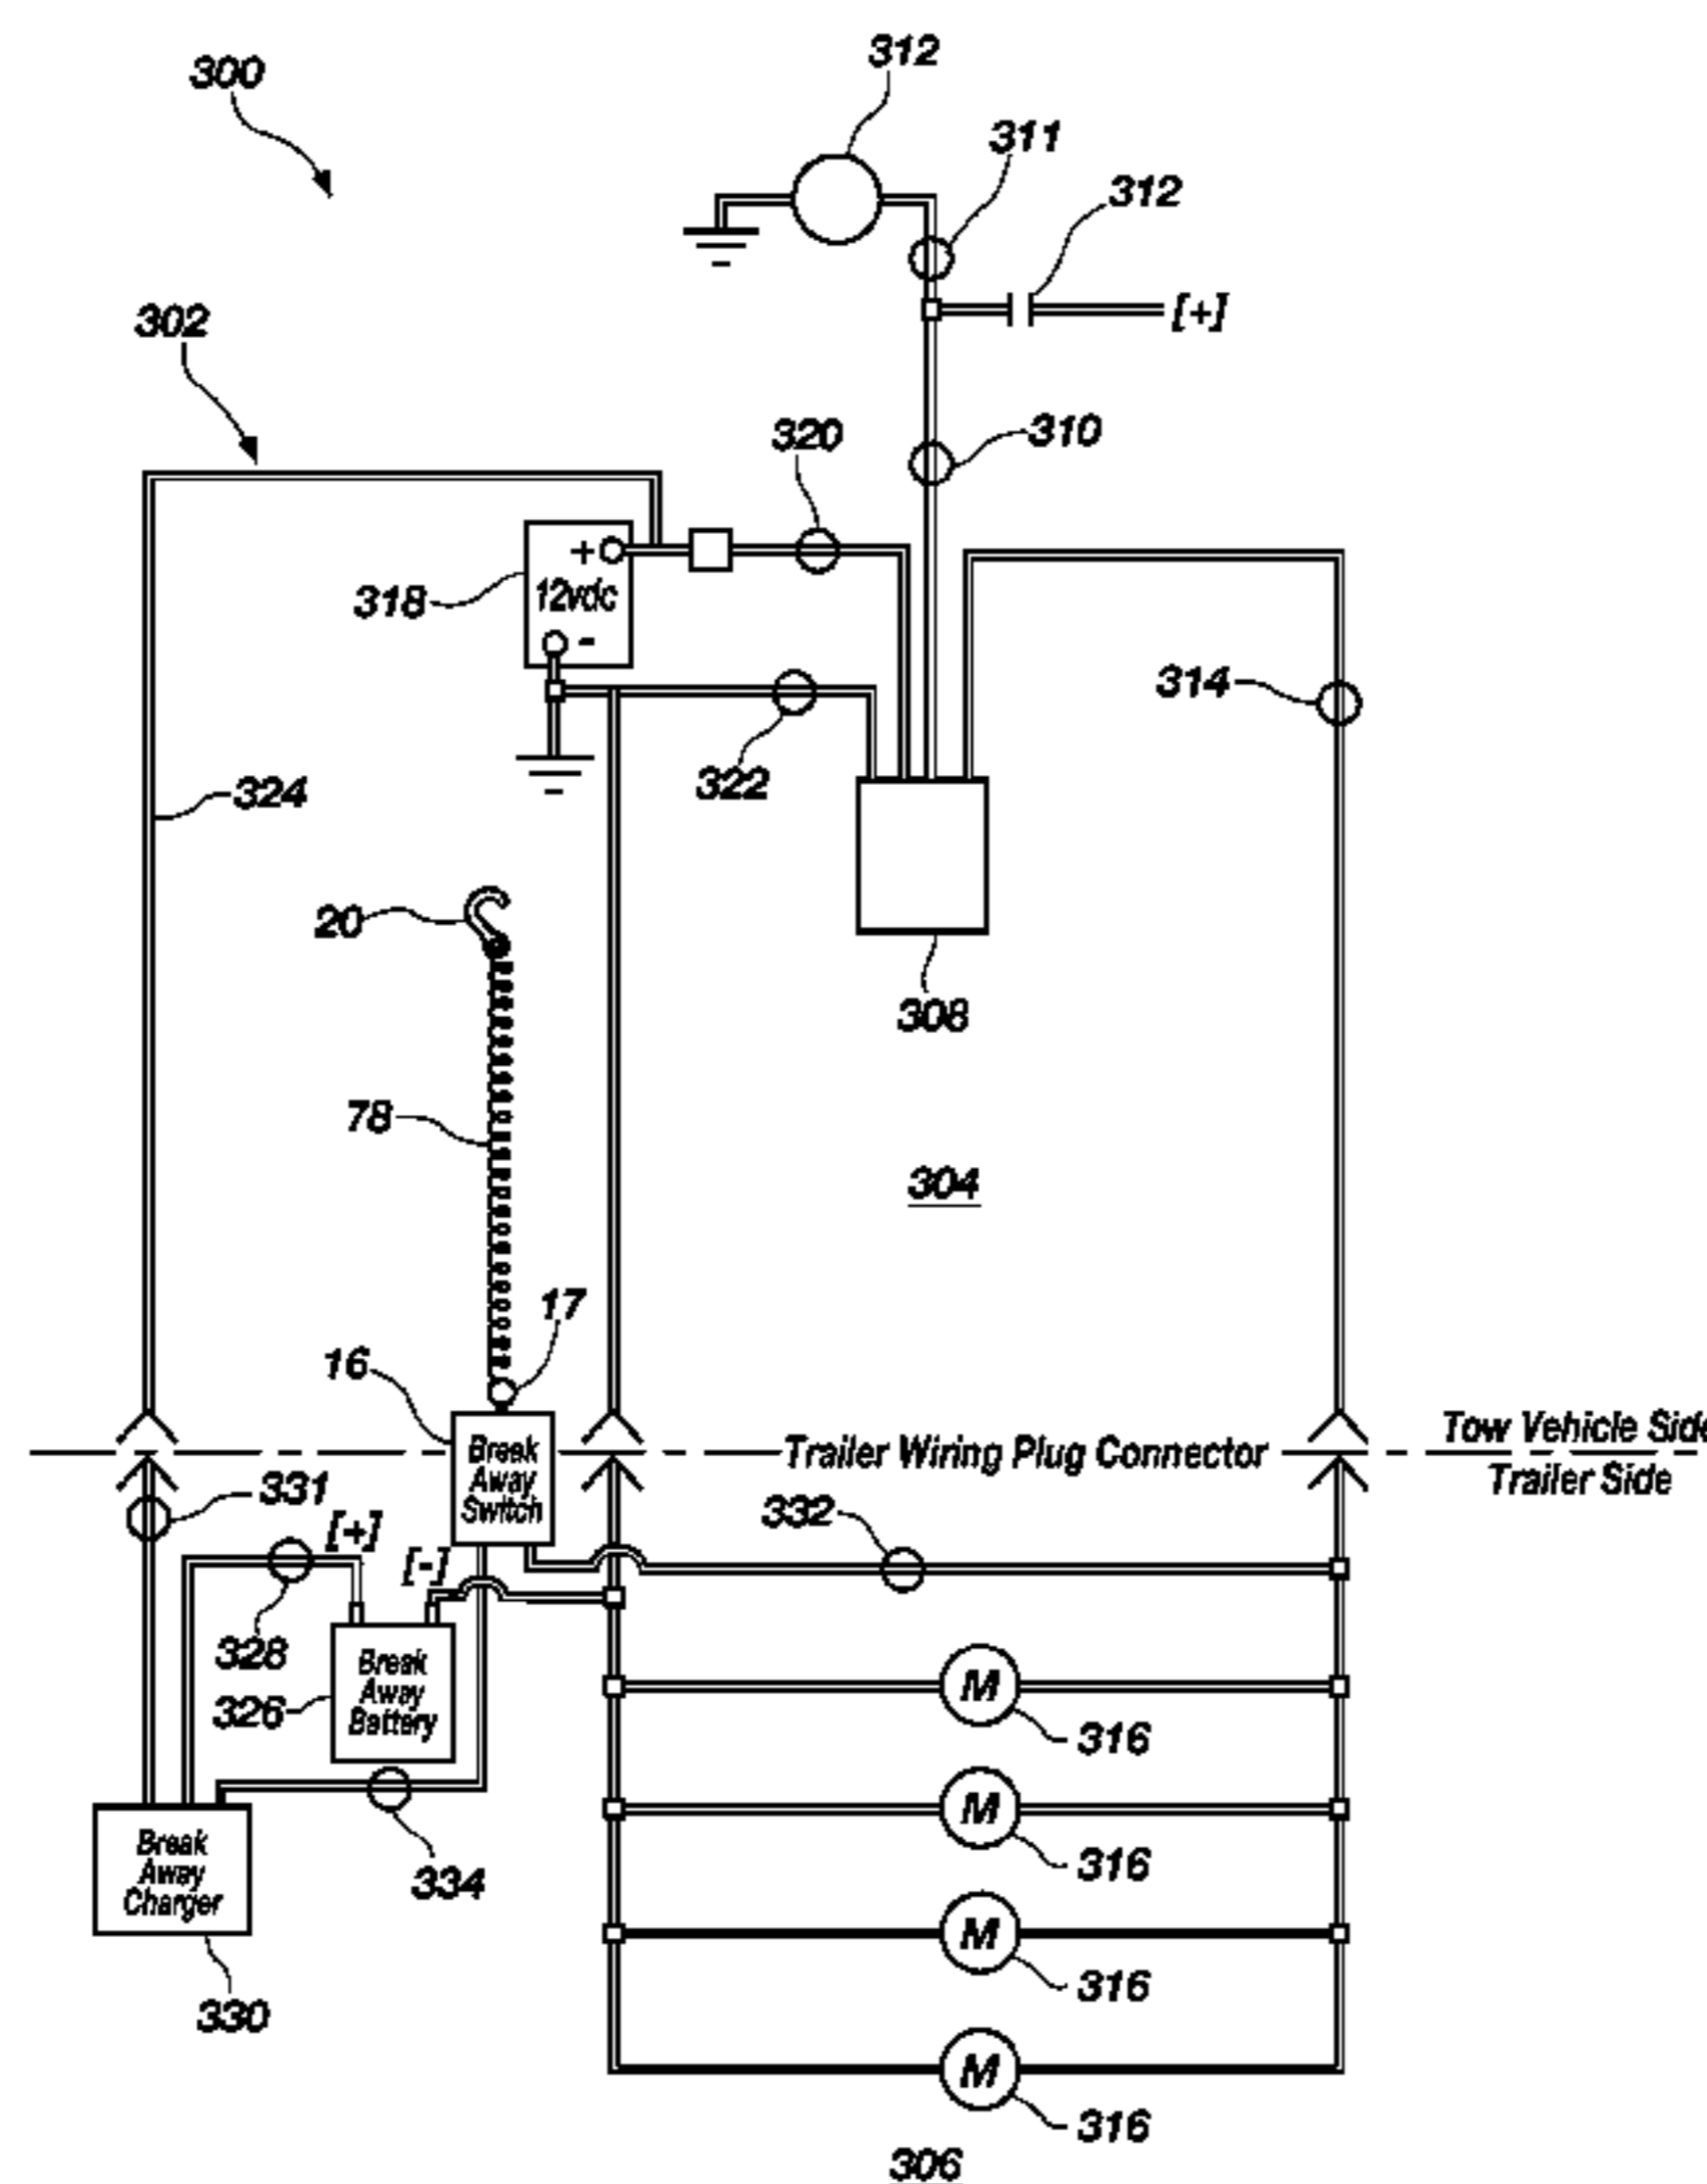 300
312
311
312
[+]
302
320
310
+
12vdc
-
318
314
322
324
20
308
78
304
17
16
Break
Away
Switch
Trailer Wiring Plug Connector
Tow Vehicle Side
Trailer Side
331
[+]
[-]
332
328
326
Break
Away
Battery
M
316
M
316
334
Break
Away
Charger
M
316
330
M
316
306